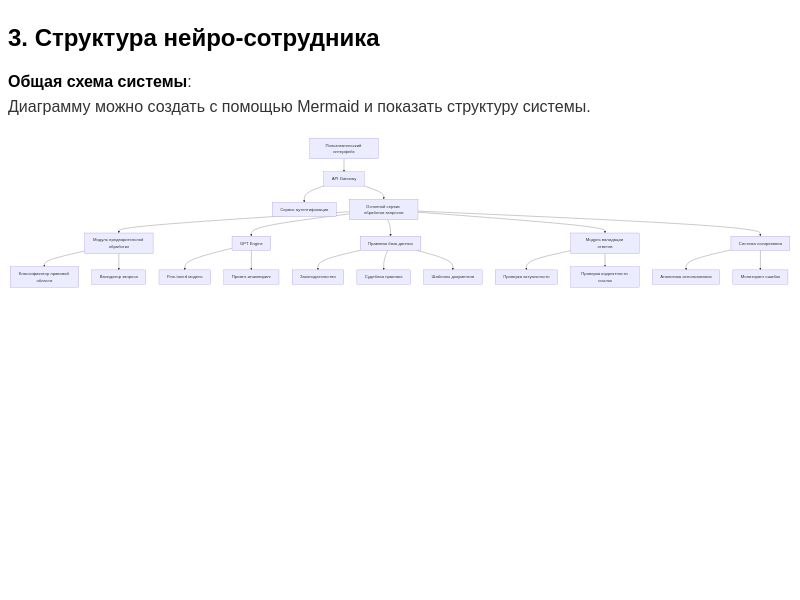 3. Структура нейро-сотрудника
Общая схема системы:
Диаграмму можно создать с помощью Mermaid и показать структуру системы.
Пользовательский
интерфейс
API Gateway
Сервис аутентификации
Основной сервис
обработки запросов
Модуль предварительной
обработки
GPT Engine
Правовая база данных
Модуль валидации
ответов
Система логирования
Классификатор правовой
области
Валидатор запроса
Prompt-инжиниринг
Законодательство
Судебная практика
Шаблоны документов
Проверка актуальности
Проверка корректности
ссылок
Аналитика использования
Мониторинг ошибок